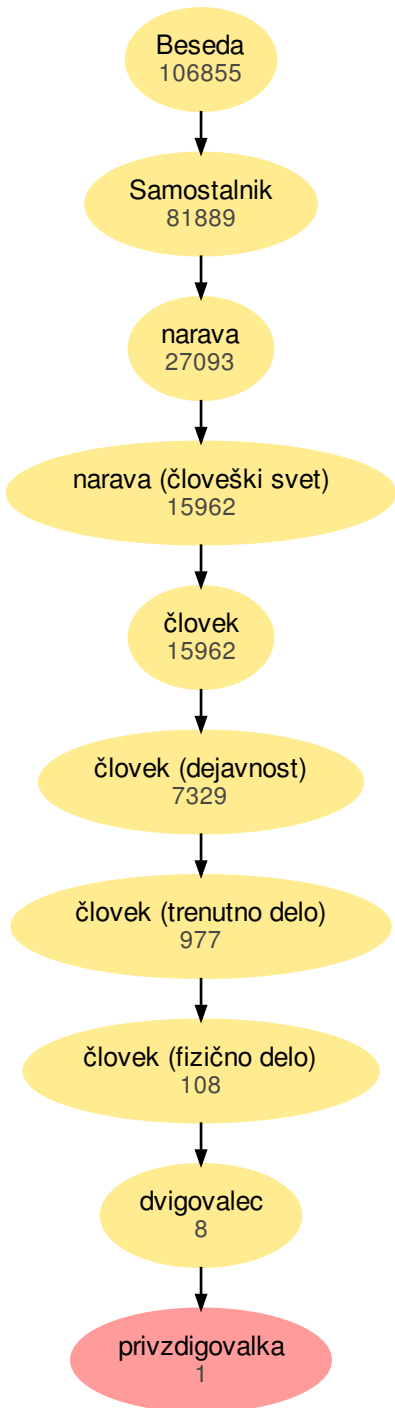 Beseda
106855
Samostalnik
81889
narava
27093
narava (človeški svet)
15962
človek
15962
človek (dejavnost)
7329
človek (trenutno delo)
977
človek (fizično delo)
108
dvigovalec
8
privzdigovalka
1